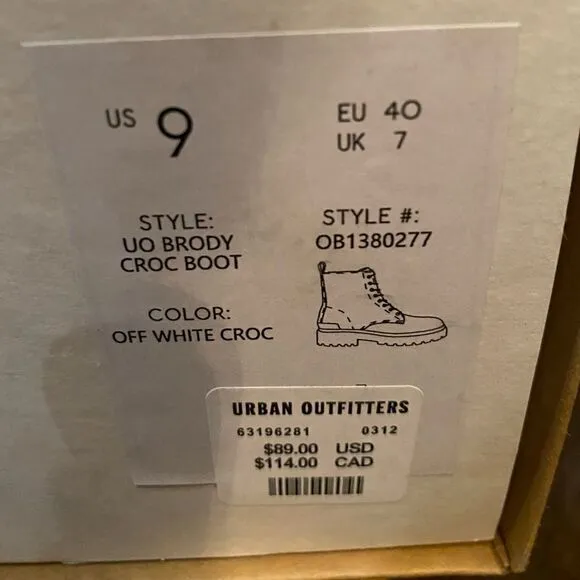 US 9
EU 40
UK 7
STYLE:
UO BRODY
CROC BOOT
STYLE #:
OB1380277
COLOR:
OFF WHITE CROC
URBAN OUTFITTERS
63196281 0312
$89.00 USD
$114.00 CAD